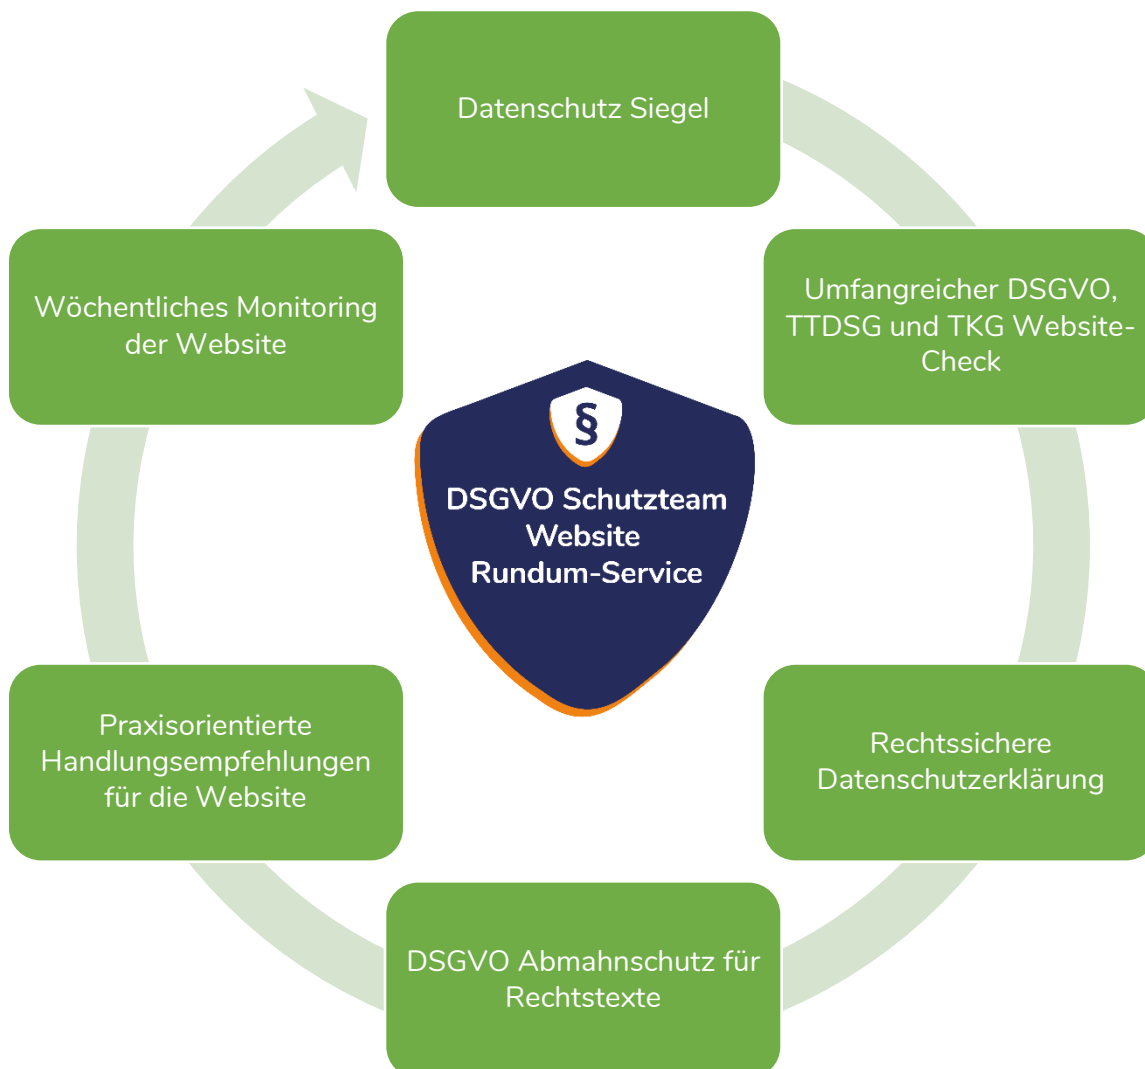 Datenschutz Siegel
Umfangreicher DSGVO,
TTDSG und TKG Website-
Check
Rechtssichere
Datenschutzerklärung
DSGVO Abmahnschutz für
Rechtstexte
Praxisorientierte
Handlungsempfehlungen
für die Website
Wöchentliches Monitoring
der Website
§
DSGVO Schutzteam
Website
Rundum-Service